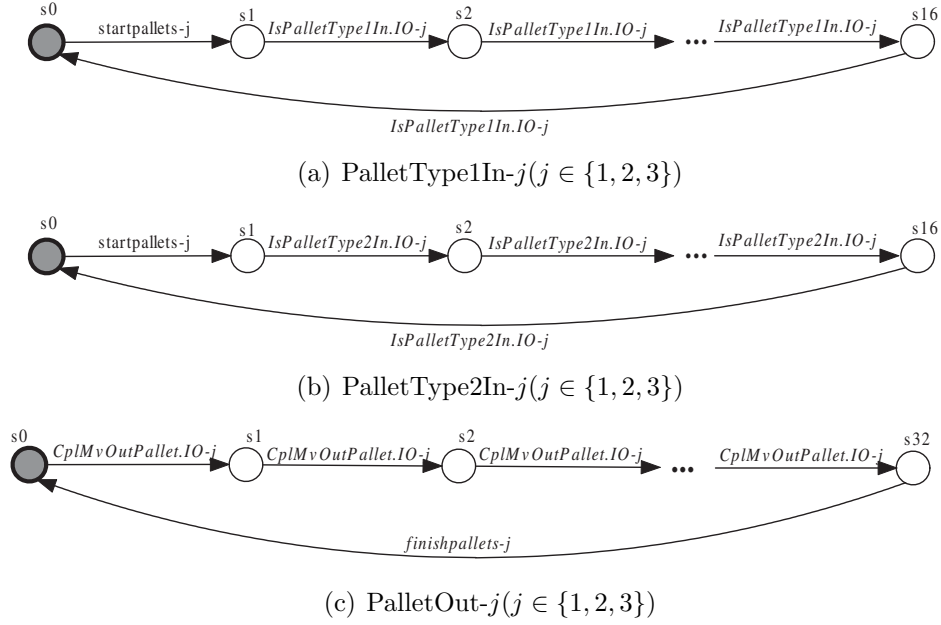 s0 s1 s2 s16
startpallets-j IsPalletType1In.IO-j IsPalletType1In.IO-j ... IsPalletType1In.IO-j
IsPalletType1In.IO-j
(a) PalletType1In-j(j ∈ {1, 2, 3})
s0 s1 s2 s16
startpallets-j IsPalletType2In.IO-j IsPalletType2In.IO-j ... IsPalletType2In.IO-j
IsPalletType2In.IO-j
(b) PalletType2In-j(j ∈ {1, 2, 3})
s0 s1 s2 s32
CplMvOutPallet.IO-j CplMvOutPallet.IO-j CplMvOutPallet.IO-j ... CplMvOutPallet.IO-j
finishpallets-j
(c) PalletOut-j(j ∈ {1, 2, 3})